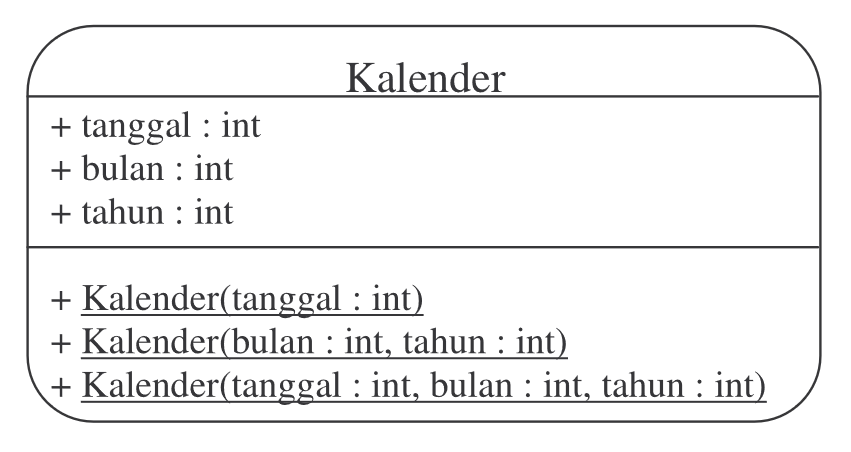 Kalender
+ tanggal : int
+ bulan : int
+ tahun : int
+ Kalender(tanggal : int)
+ Kalender(bulan : int, tahun : int)
+ Kalender(tanggal : int, bulan : int, tahun : int)